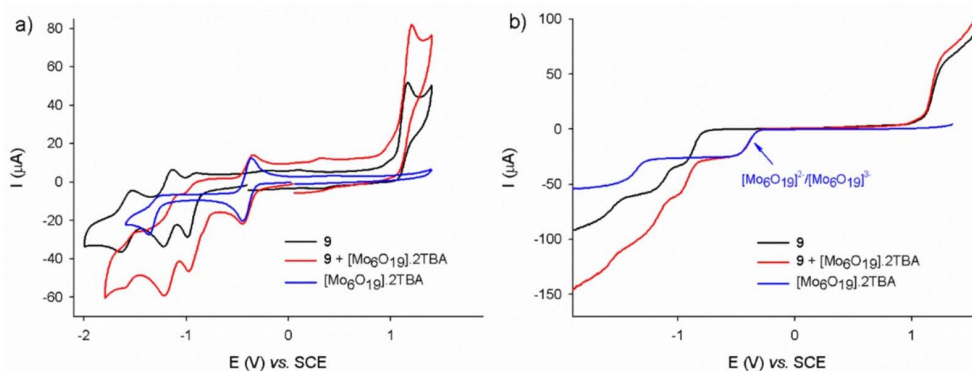 a)
80
60
40
20
0
-20
-40
-60
I (µA)
9
9 + [Mo6O19].2TBA
[Mo6O19].2TBA
-2
-1
0
1
E (V) vs. SCE
b)
100
50
0
-50
-100
-150
I (µA)
[Mo6O19]2-/[Mo6O19]3-
9
9 + [Mo6O19].2TBA
[Mo6O19].2TBA
-1
0
1
E (V) vs. SCE